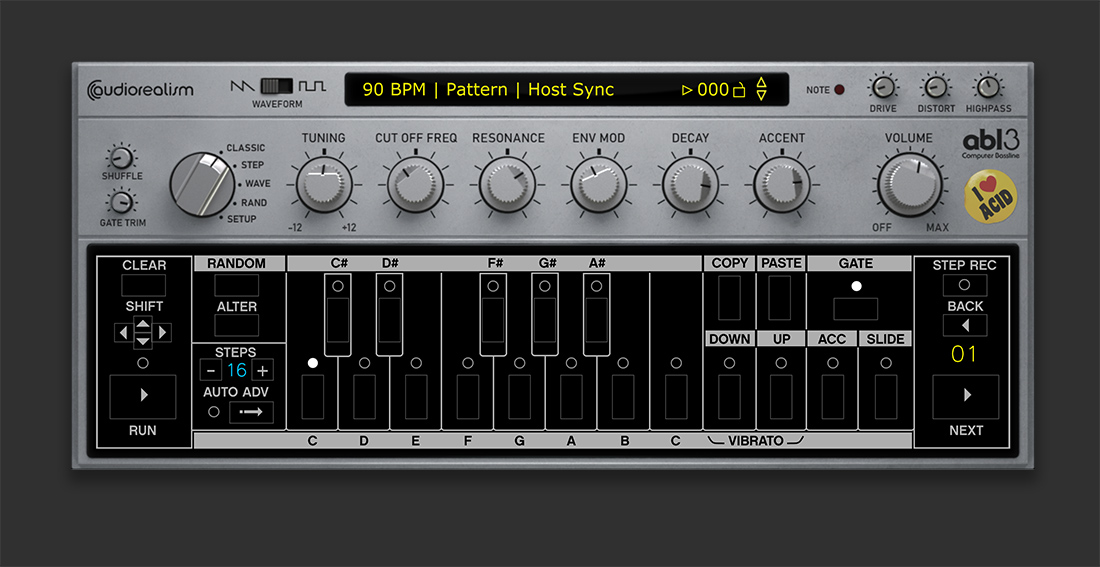 audiorealism
WAVEFORM
90 BPM | Pattern | Host Sync
000
NOTE
DRIVE
DISTORT
HIGHPASS
SHUFFLE
GATE TRIM
CLASSIC
STEP
WAVE
RAND
SETUP
TUNING
-12
+12
CUT OFF FREQ
RESONANCE
ENV MOD
DECAY
ACCENT
VOLUME
OFF
MAX
abl3
Computer Bassline
I
ACID
CLEAR
SHIFT
RUN
RANDOM
ALTER
STEPS
- 16 +
AUTO ADV
C# D# F# G# A#
C D E F G A B C
COPY PASTE GATE
DOWN UP ACC SLIDE
VIBRATO
STEP REC
BACK
01
NEXT